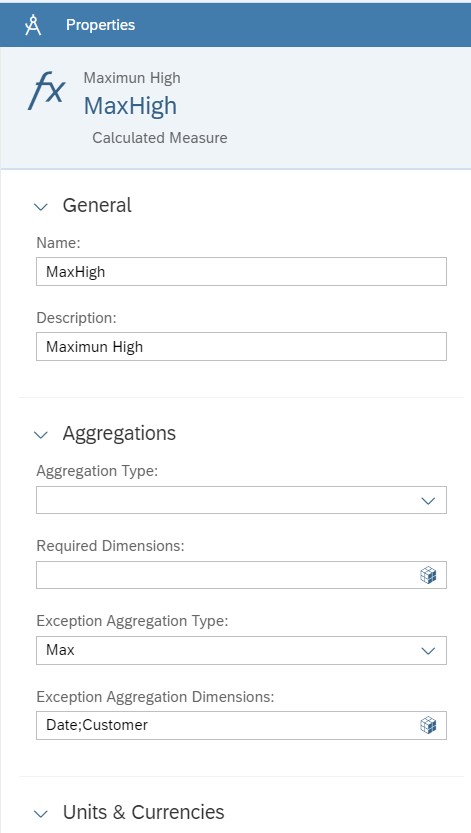 Properties
fx
Maximun High
MaxHigh
Calculated Measure
General
Name:
MaxHigh
Description:
Maximun High
Aggregations
Aggregation Type:
Required Dimensions:
Exception Aggregation Type:
Max
Exception Aggregation Dimensions:
Date;Customer
Units & Currencies